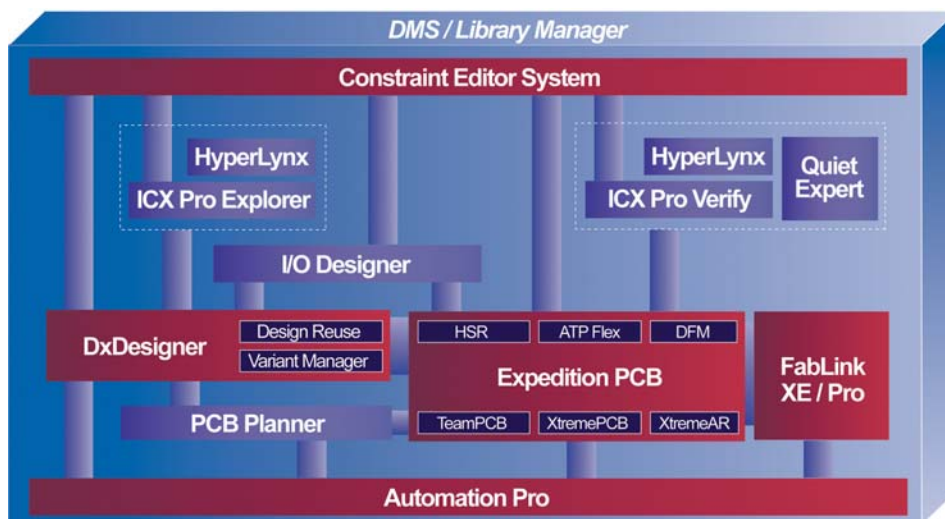 DMS / Library Manager
Constraint Editor System
HyperLynx
ICX Pro Explorer
HyperLynx
ICX Pro Verify
Quiet
Expert
I/O Designer
DxDesigner
Design Reuse
Variant Manager
HSR
ATP Flex
DFM
Expedition PCB
TeamPCB
XtremePCB
XtremeAR
FabLink
XE / Pro
PCB Planner
Automation Pro